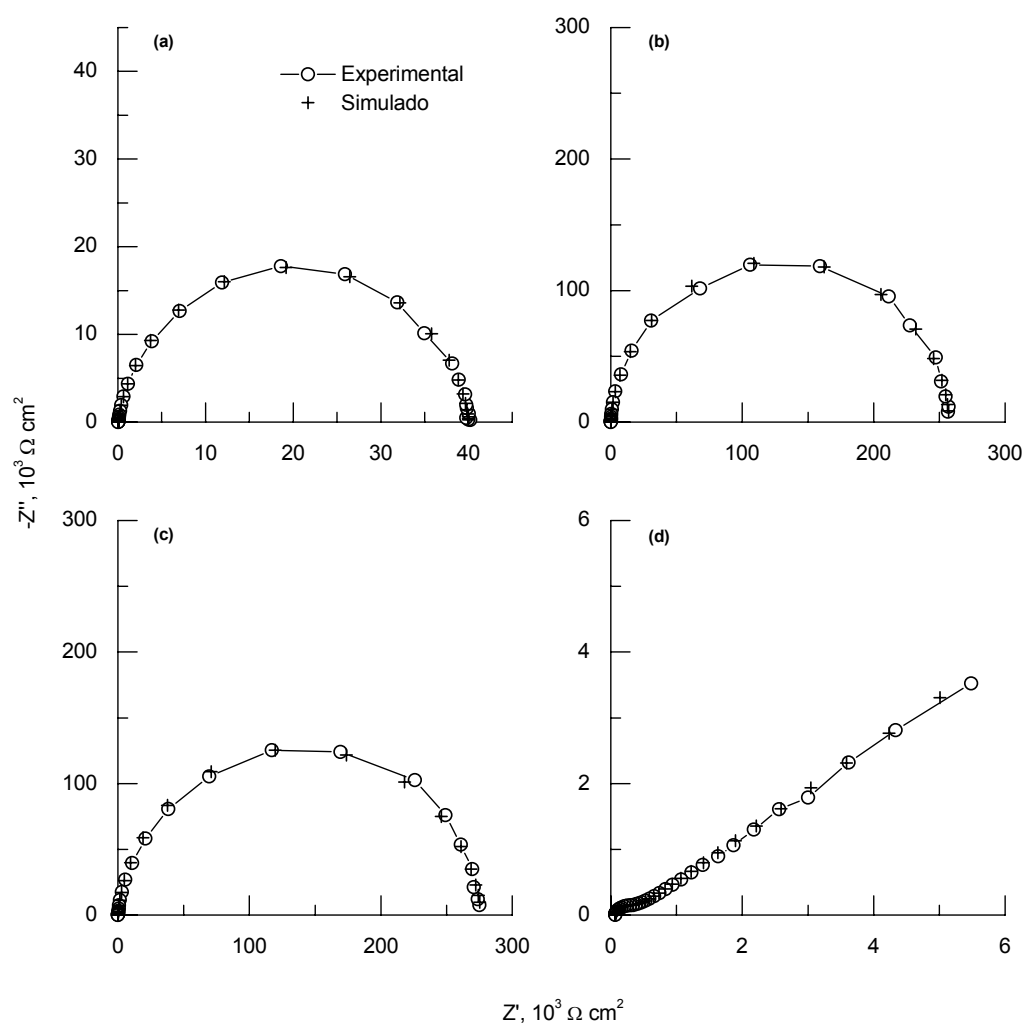 (a)
Experimental
Simulado
40
30
20
10
0
0 10 20 30 40
(b)
300
200
100
0
0 100 200 300
-Z", 10³ Ω cm²
(c)
300
200
100
0
0 100 200 300
(d)
6
4
2
0
0 2 4 6
Z', 10³ Ω cm²